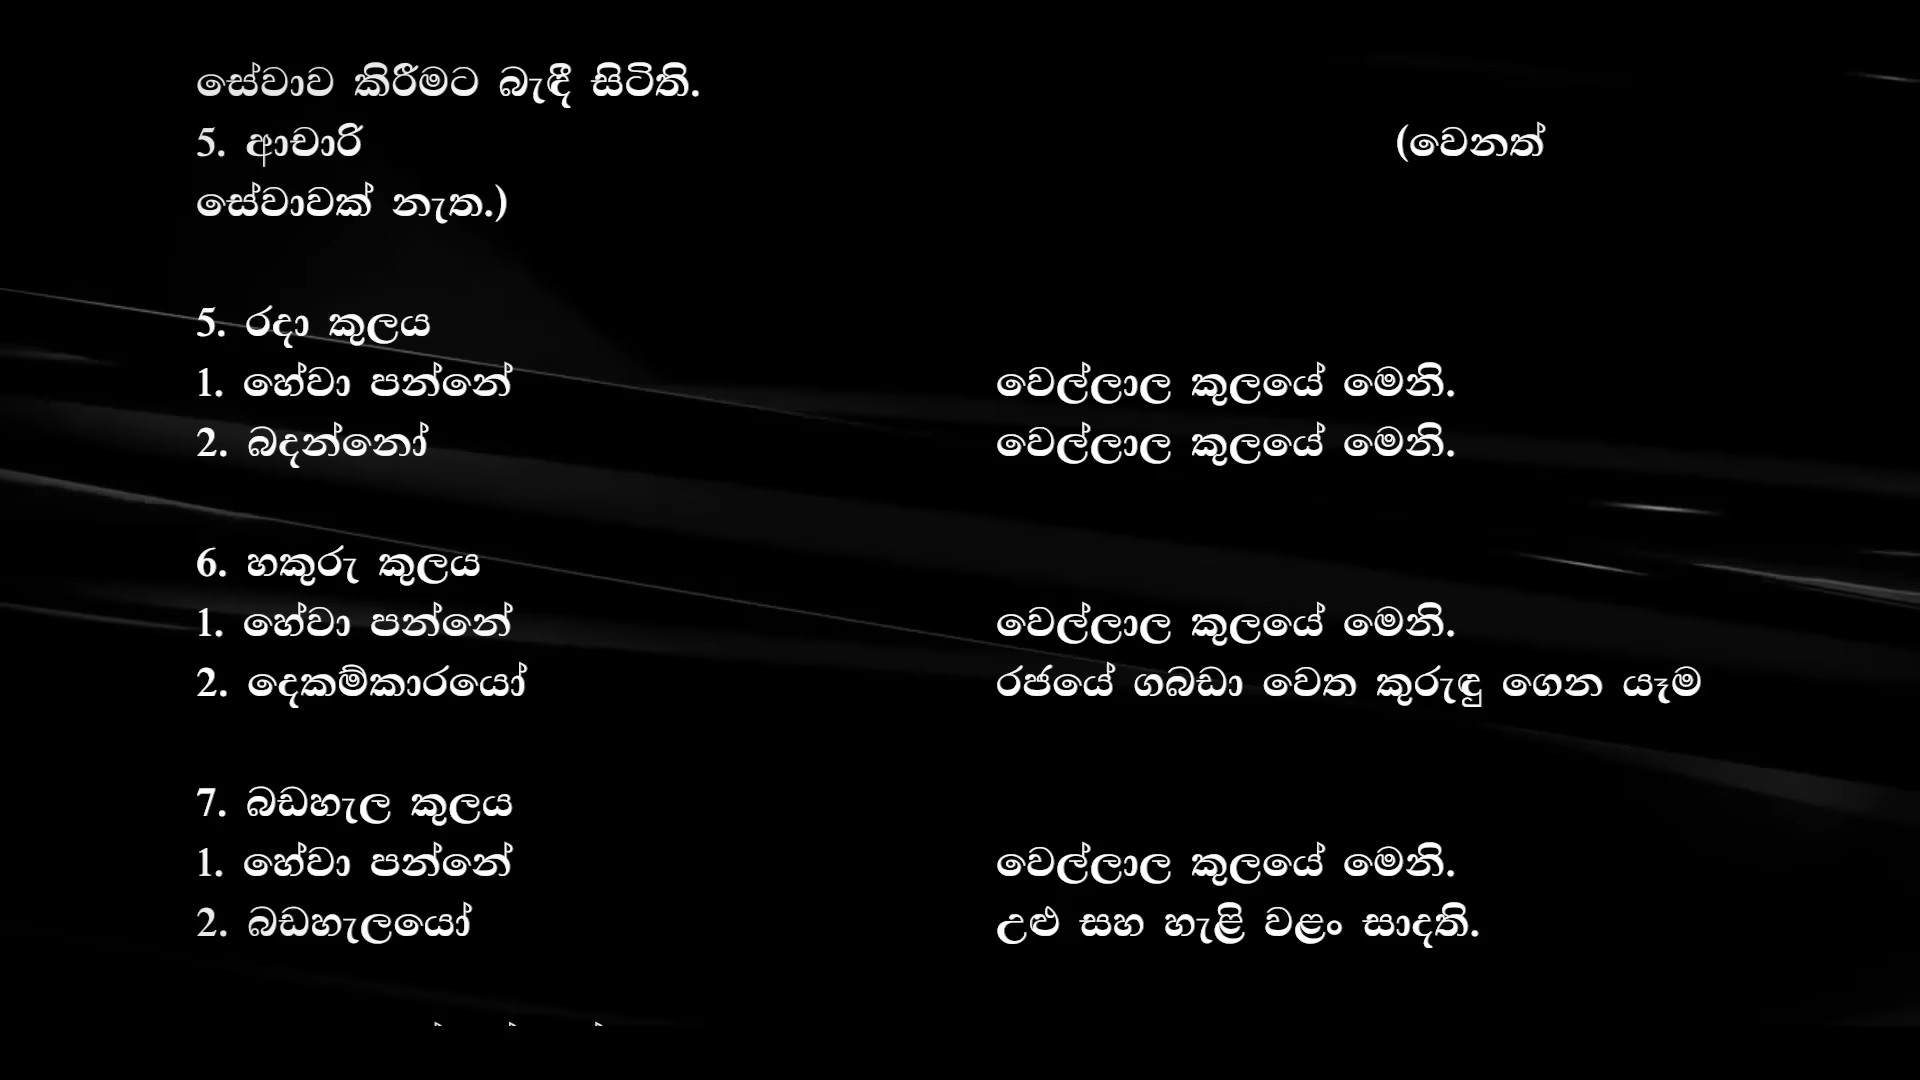 සේවාව කිරීමට බැඳී සිටිති.
5. ආචාරි (වෙනත්
සේවාවක් නැත.)
5. රදා කුලය
1. හේවා පන්නේ වෙල්ලාල කුලයේ මෙනි.
2. බදන්නෝ වෙල්ලාල කුලයේ මෙනි.
6. හකුරු කුලය
1. හේවා පන්නේ වෙල්ලාල කුලයේ මෙනි.
2. දෙකම්කාරයෝ රජයේ ගබඩා වෙත කුරුඳු ගෙන යෑම
7. බඩහැල කුලය
1. හේවා පන්නේ වෙල්ලාල කුලයේ මෙනි.
2. බඩහැලයෝ උළු සහ හැළි වළං සාදති.